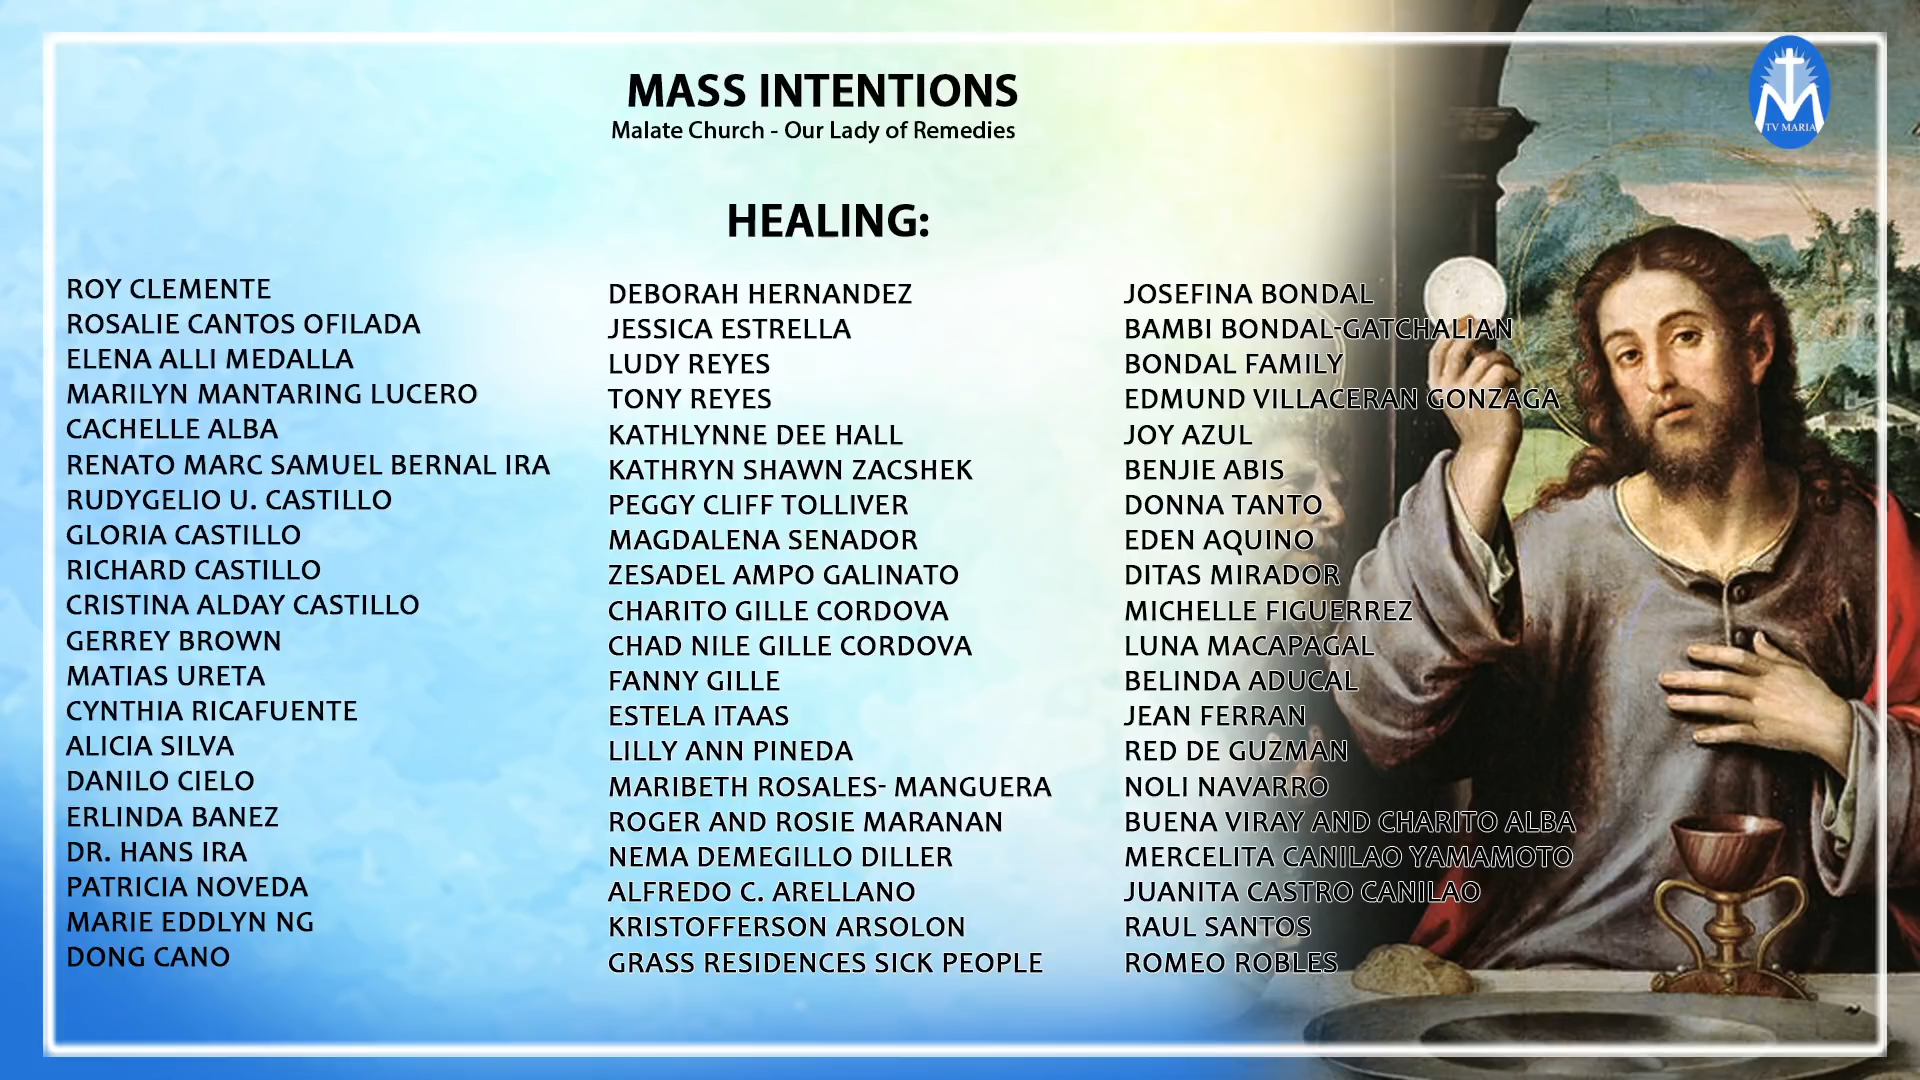 MASS INTENTIONS
Malate Church - Our Lady of Remedies
TV MARIA
HEALING:
ROY CLEMENTE
ROSALIE CANTOS OFILADA
ELENA ALLI MEDALLA
MARILYN MANTARING LUCERO
CACHELLE ALBA
RENATO MARC SAMUEL BERNAL IRA
RUDYGELIO U. CASTILLO
GLORIA CASTILLO
RICHARD CASTILLO
CRISTINA ALDAY CASTILLO
GERREY BROWN
MATIAS URETA
CYNTHIA RICAFUENTE
ALICIA SILVA
DANILO CIELO
ERLINDA BANEZ
DR. HANS IRA
PATRICIA NOVEDA
MARIE EDDLYN NG
DONG CANO
DEBORAH HERNANDEZ
JESSICA ESTRELLA
LUDY REYES
TONY REYES
KATHLYNNE DEE HALL
KATHRYN SHAWN ZACSHEK
PEGGY CLIFF TOLLIVER
MAGDALENA SENADOR
ZESADEL AMPO GALINATO
CHARITO GILLE CORDOVA
CHAD NILE GILLE CORDOVA
FANNY GILLE
ESTELA ITAAS
LILLY ANN PINEDA
MARIBETH ROSALES- MANGUERA
ROGER AND ROSIE MARANAN
NEMA DEMEGILLO DILLER
ALFREDO C. ARELLANO
KRISTOFFERSON ARSOLON
GRASS RESIDENCES SICK PEOPLE
JOSEFINA BONDAL
BAMBI BONDAL-GATCHALIAN
BONDAL FAMILY
EDMUND VILLACERAN GONZAGA
JOY AZUL
BENJIE ABIS
DONNA TANTO
EDEN AQUINO
DITAS MIRADOR
MICHELLE FIGUERREZ
LUNA MACAPAGAL
BELINDA ADUCAL
JEAN FERRAN
RED DE GUZMAN
NOLI NAVARRO
BUENA VIRAY AND CHARITO ALBA
MERCELITA CANILAO YAMAMOTO
JUANITA CASTRO CANILAO
RAUL SANTOS
ROMEO ROBLES